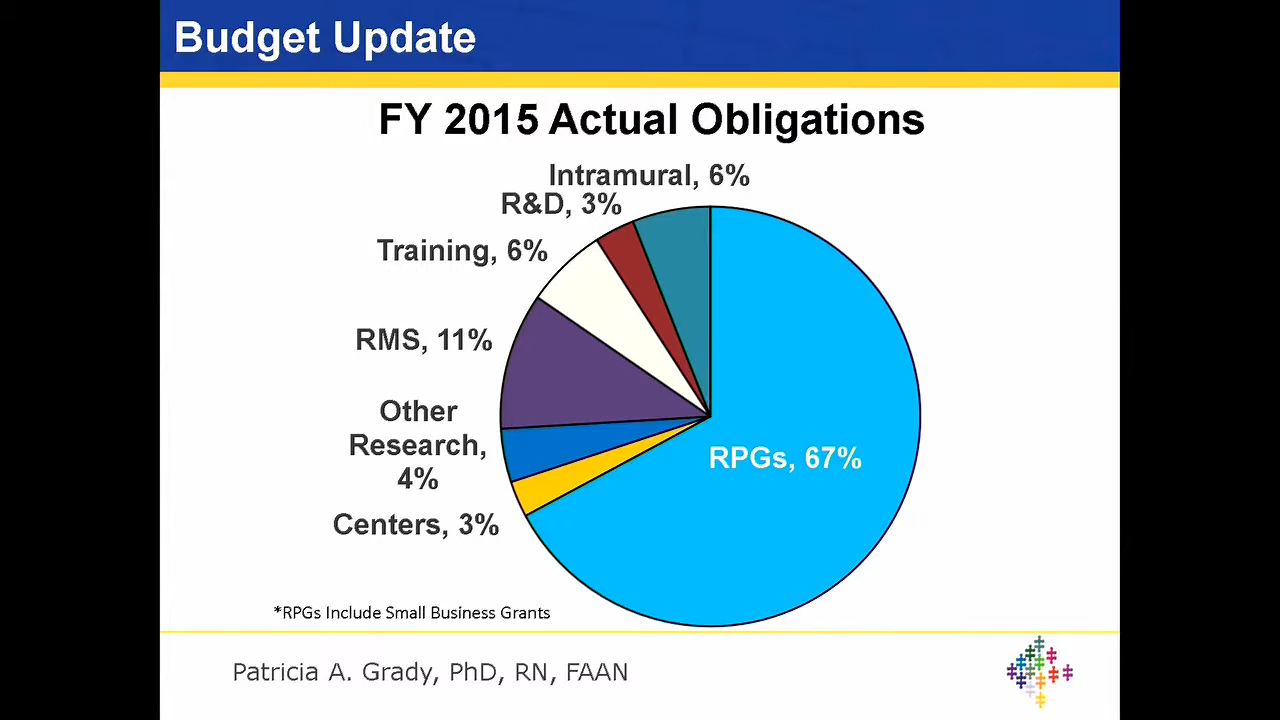 Budget Update
FY 2015 Actual Obligations
Intramural, 6%
R&D, 3%
Training, 6%
RMS, 11%
Other
Research,
4%
Centers, 3%
RPGs, 67%
*RPGs Include Small Business Grants
Patricia A. Grady, PhD, RN, FAAN